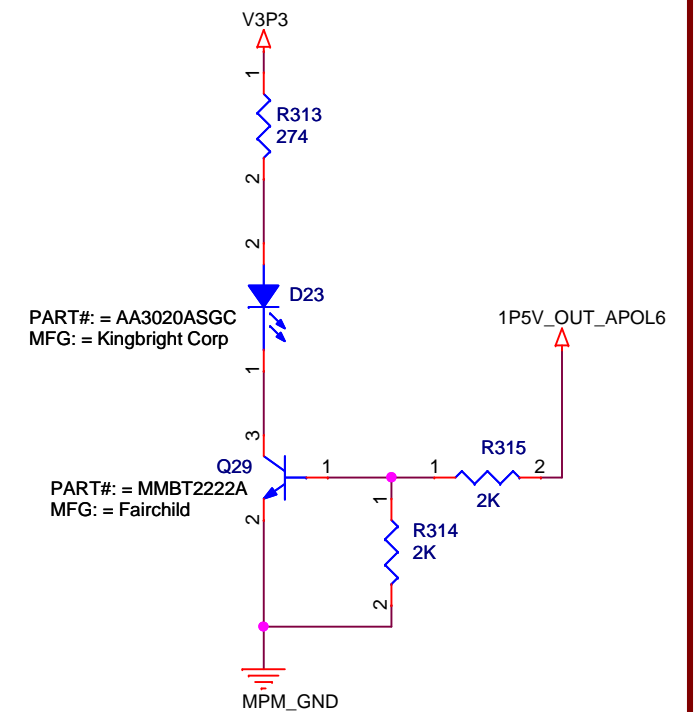 V3P3
1
R313
274
2
2
D23
PART#: = AA3020ASGC
MFG: = Kingbright Corp
1P5V_OUT_APOL6
1
3
Q29
1
1
R315
2
PART#: = MMBT2222A
MFG: = Fairchild
2K
2
1
R314
2K
2
MPM_GND